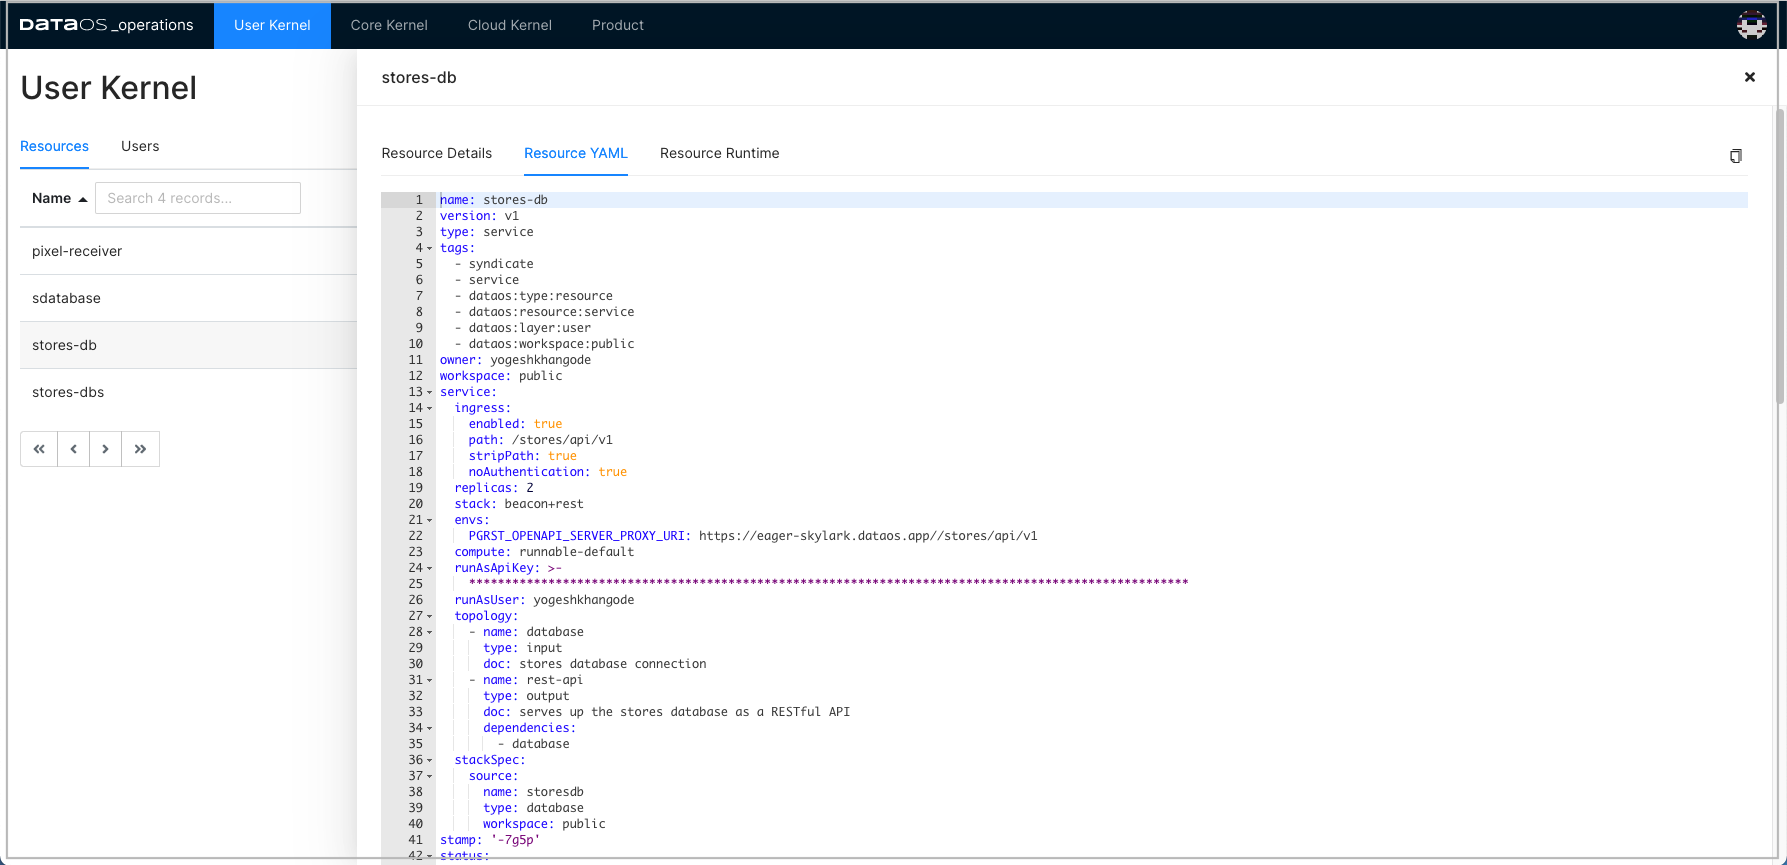 DATAOS_operations User Kernel Core Kernel Cloud Kernel Product
User Kernel
Resources Users
Name Search 4 records...
pixel-receiver
sdatabase
stores-db
stores-dbs
stores-db
Resource Details Resource YAML Resource Runtime
1 name: stores-db
2 version: v1
3 type: service
4 tags:
5 - syndicate
6 - service
7 - dataos:type:resource
8 - dataos:resource:service
9 - dataos:layer:user
10 - dataos:workspace:public
11 owner: yogeshkhangode
12 workspace: public
13 service:
14 ingress:
15 enabled: true
16 path: /stores/api/v1
17 stripPath: true
18 noAuthentication: true
19 replicas: 2
20 stack: beacon+rest
21 envs:
22 PGRST_OPENAPI_SERVER_PROXY_URI: https://eager-skylark.dataos.app//stores/api/v1
23 compute: runnable-default
24 runAsApiKey: >-
25 ****************************************************************************************************
26 runAsUser: yogeshkhangode
27 topology:
28 - name: database
29 type: input
30 doc: stores database connection
31 - name: rest-api
32 type: output
33 doc: serves up the stores database as a RESTful API
34 dependencies:
35 - database
36 stackSpec:
37 source:
38 name: storesdb
39 type: database
40 workspace: public
41 stamp: '-7g5p'
42 status: